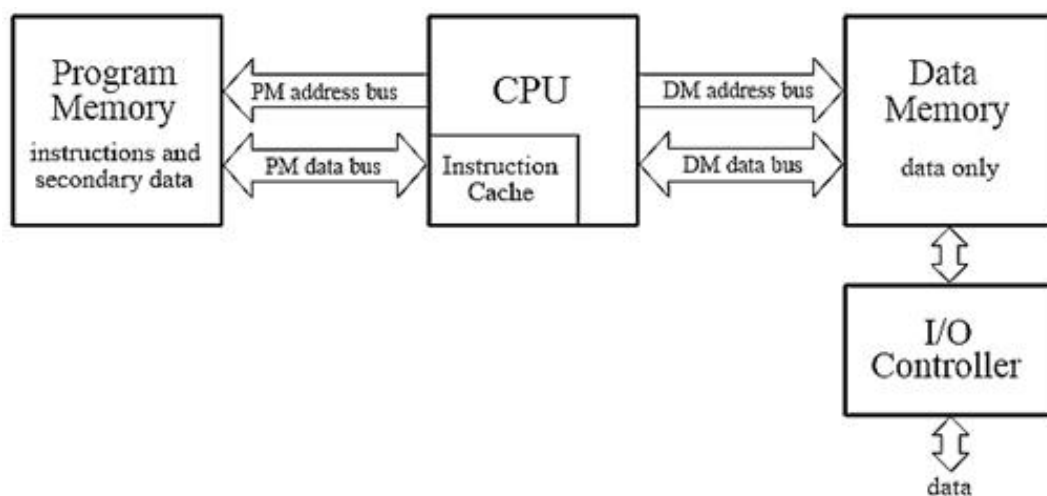 Program
Memory
instructions and
secondary data
PM address bus
PM data bus
CPU
Instruction
Cache
DM address bus
DM data bus
Data
Memory
data only
I/O
Controller
data